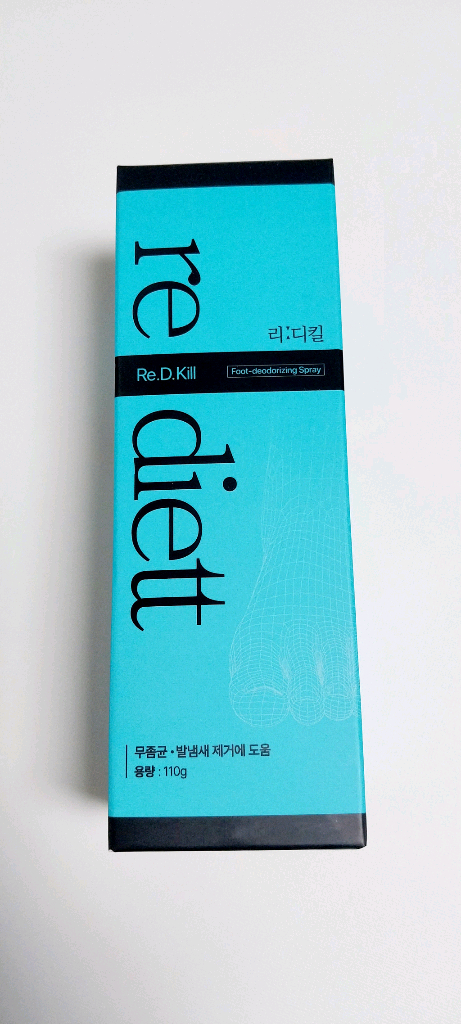 re
리:디킬
Re.D.Kill
Foot-deodorizing Spray
diett
무좀균·발냄새 제거에 도움
용량 : 110g